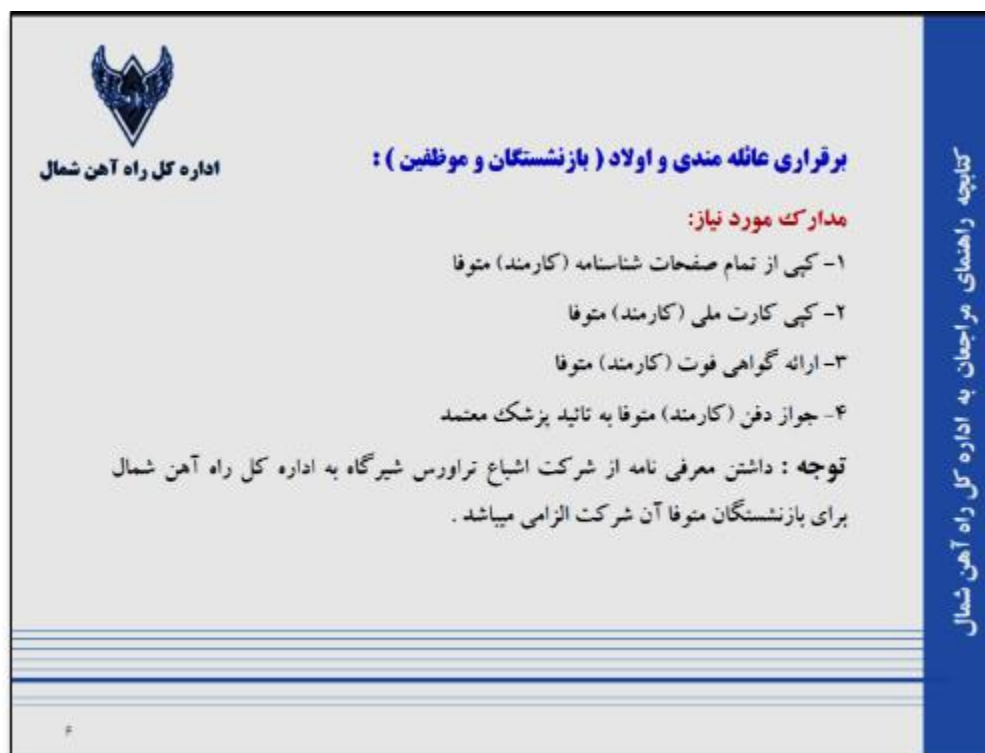 اداره کل راه آهن شمال
برقراری عائله مندی و اولاد ( بازنشستگان و موظفین ) :
مدارک مورد نیاز:
۱- کپی از تمام صفحات شناسنامه (کارمند) متوفا
۲- کپی کارت ملی (کارمند) متوفا
۳- ارائه گواهی فوت (کارمند) متوفا
۴- جواز دفن (کارمند) متوفا به تائید پزشک معتمد
توجه : داشتن معرفی نامه از شرکت اشباع تراورس شیرگاه به اداره کل راه آهن شمال
برای بازنشستگان متوفا آن شرکت الزامی میباشد .
کتابچه راهنمای مراجعان به اداره کل راه آهن شمال